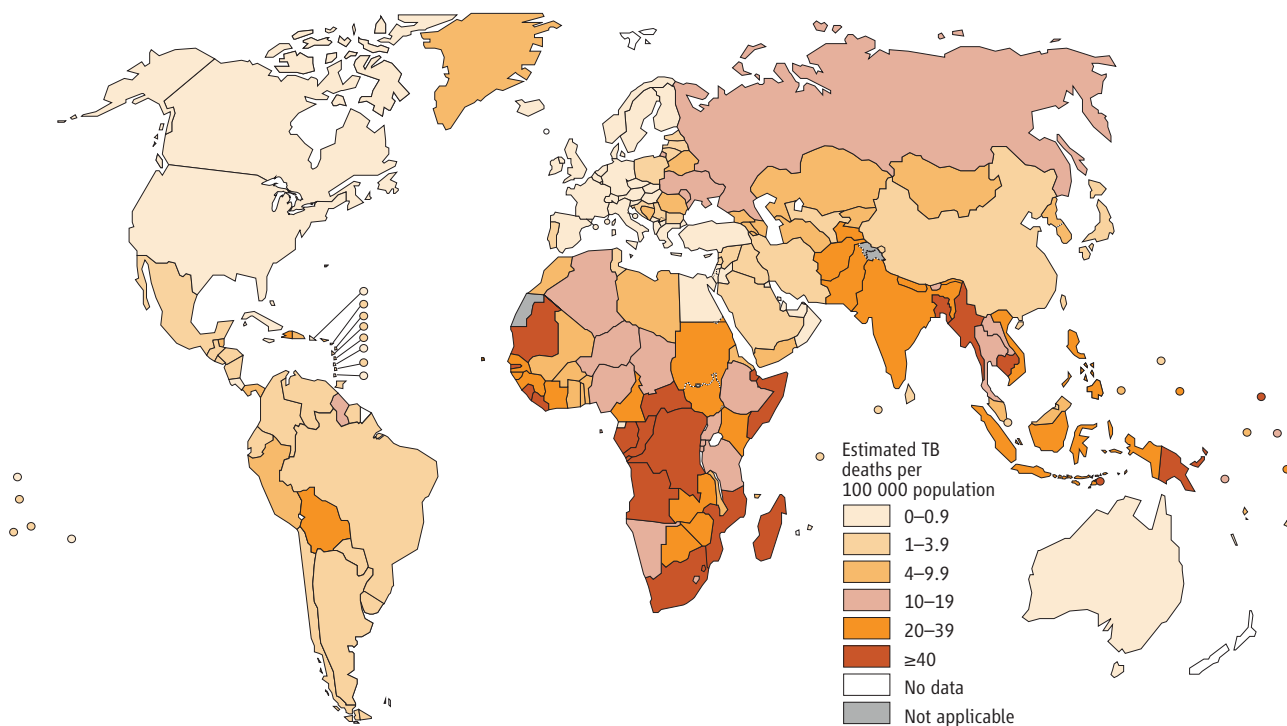 Estimated TB
deaths per
100 000 population
0–0.9
1–3.9
4–9.9
10–19
20–39
≥40
No data
Not applicable